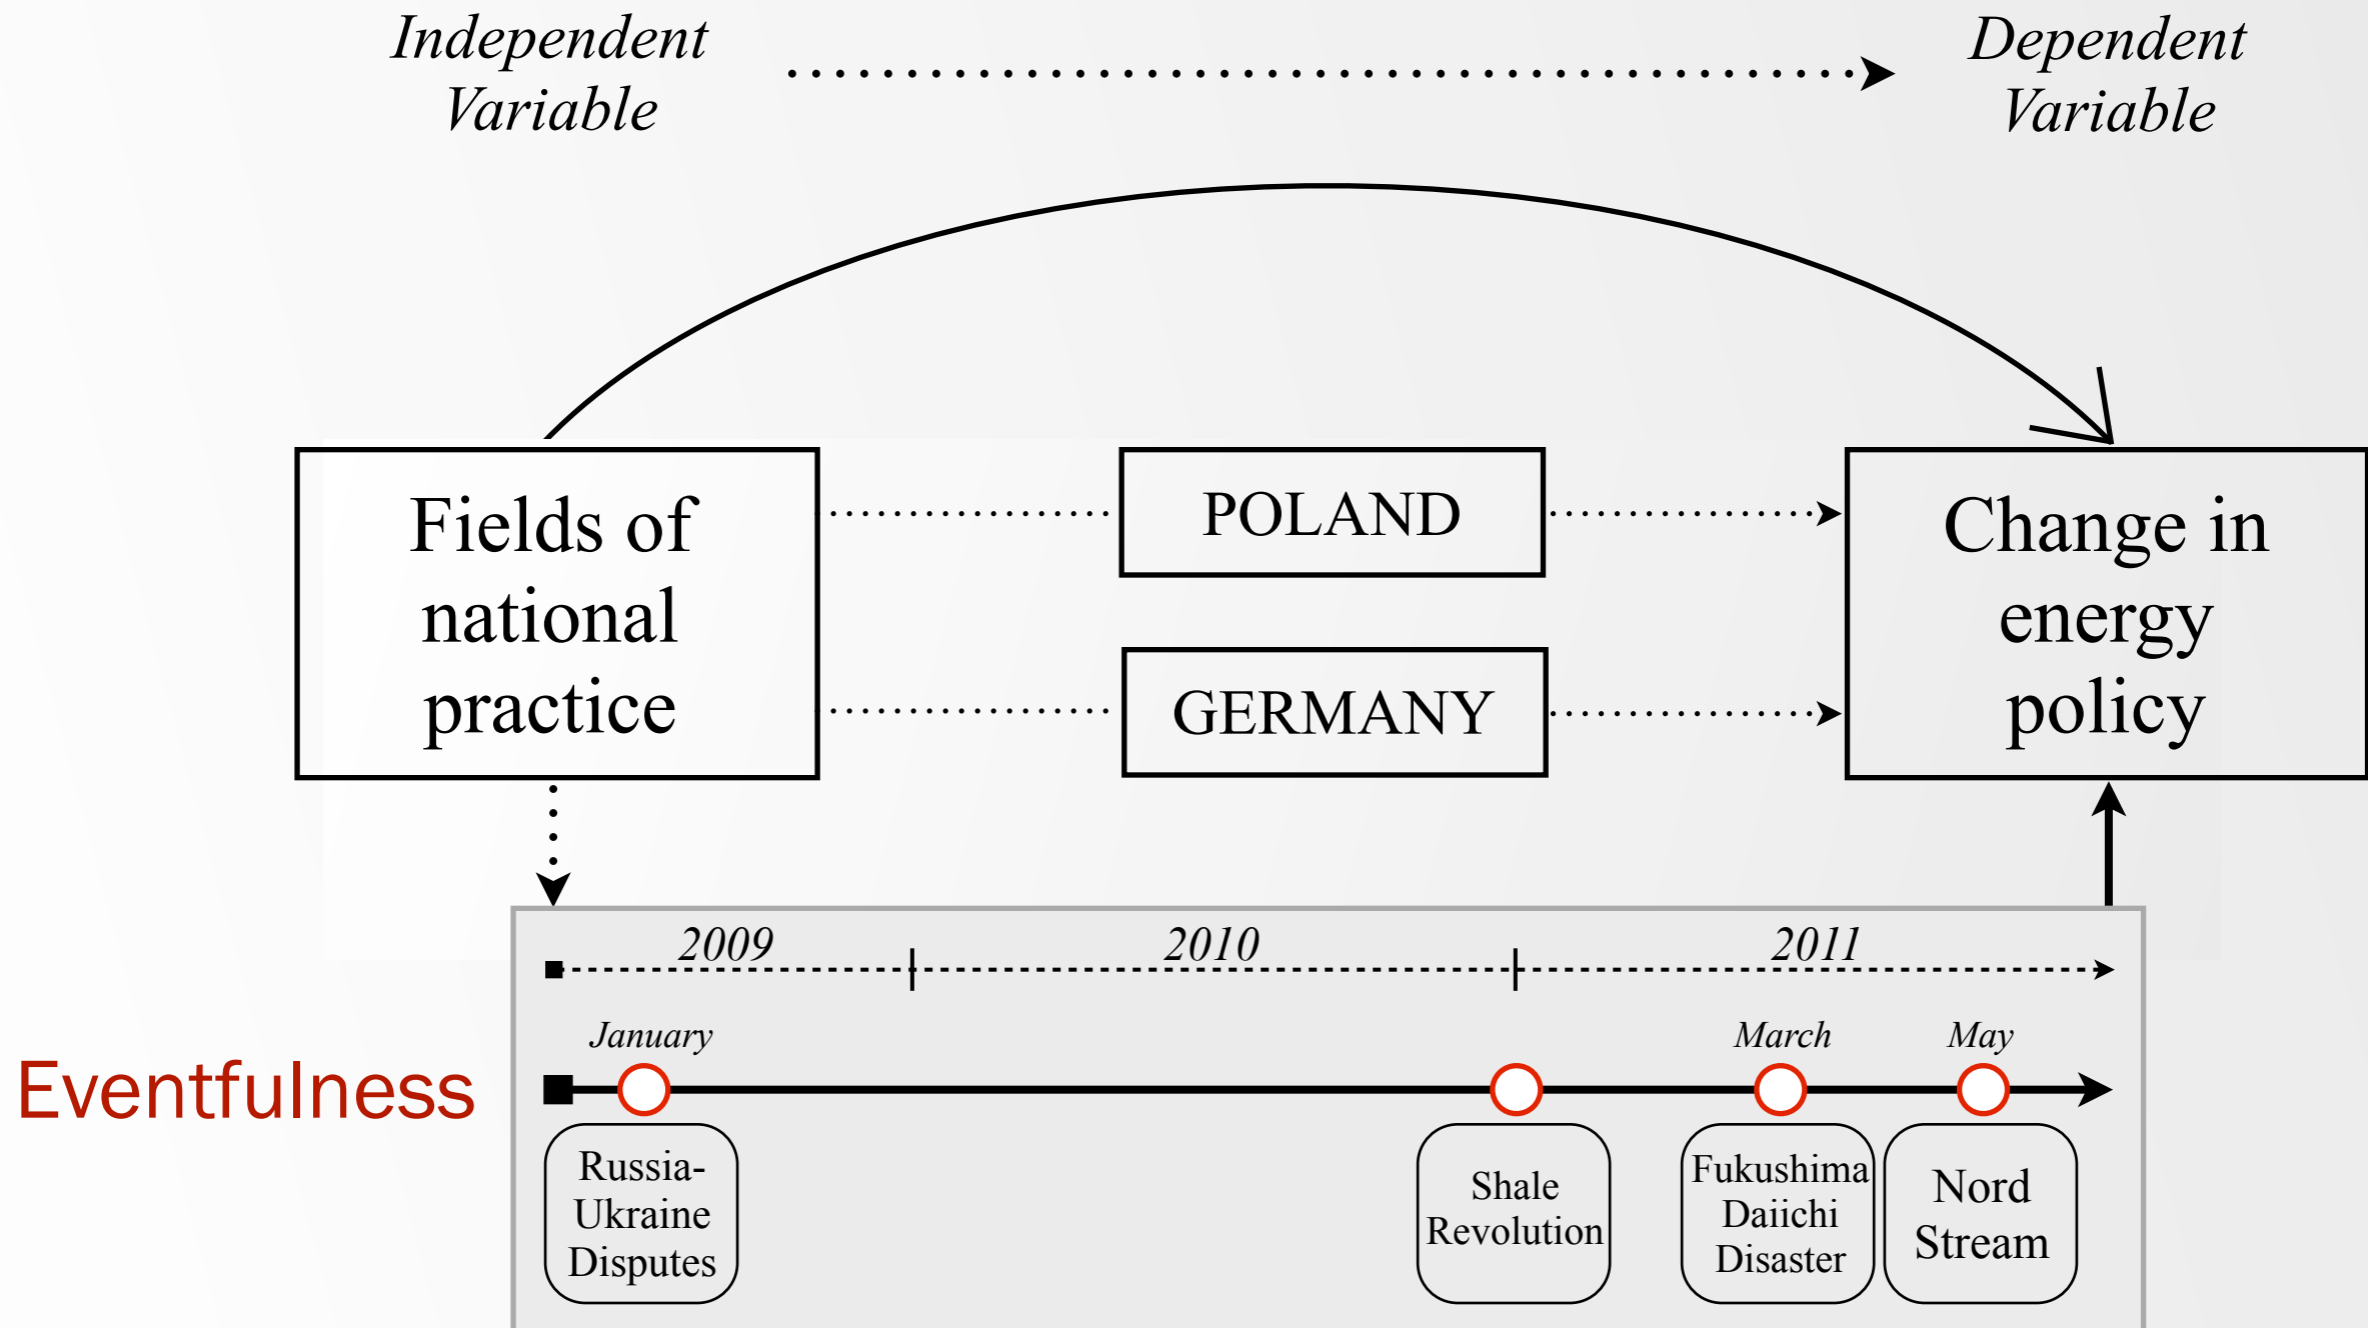 Independent
Variable
Dependent
Variable
Fields of
national
practice
POLAND
GERMANY
Change in
energy
policy
2009
2010
2011
January
March
May
Eventfulness
Russia-
Ukraine
Disputes
Shale
Revolution
Fukushima
Daiichi
Disaster
Nord
Stream